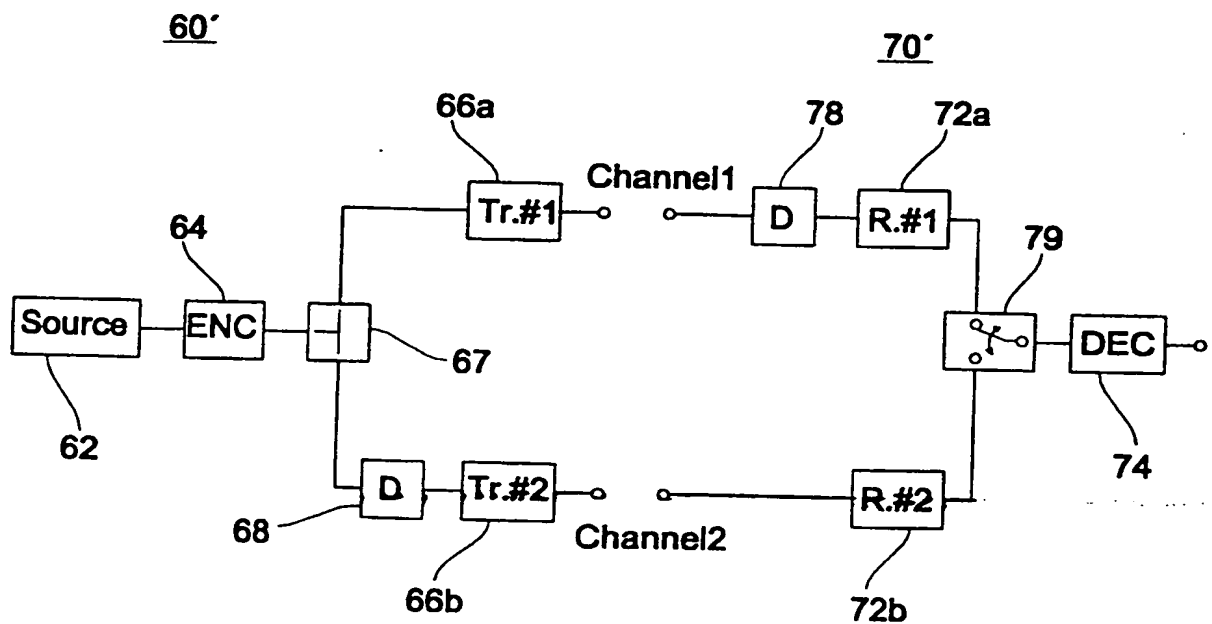 60´
70´
66a
78
72a
Channel1
Tr.#1
D
R.#1
64
79
Source
ENC
DEC
67
62
74
D
Tr.#2
R.#2
68
Channel2
66b
72b